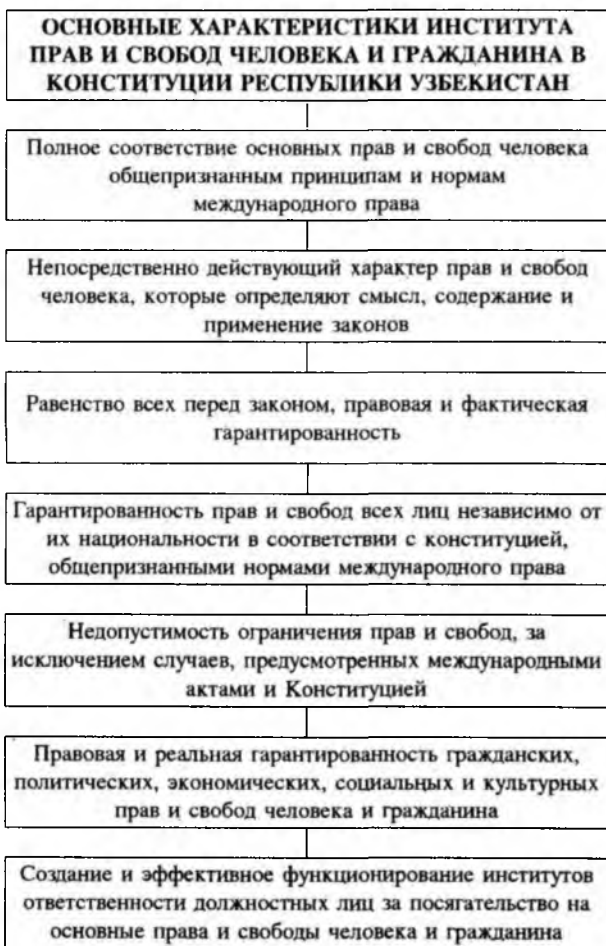 ОСНОВНЫЕ ХАРАКТЕРИСТИКИ ИНСТИТУТА
ПРАВ И СВОБОД ЧЕЛОВЕКА И ГРАЖДАНИНА В
КОНСТИТУЦИИ РЕСПУБЛИКИ УЗБЕКИСТАН
Полное соответствие основных прав и свобод человека
общепризнанным принципам и нормам
международного права
Непосредственно действующий характер прав и свобод
человека, которые определяют смысл, содержание и
применение законов
Равенство всех перед законом, правовая и фактическая
гарантированность
Гарантированность прав и свобод всех лиц независимо от
их национальности в соответствии с конституцией,
общепризнанными нормами международного права
Недопустимость ограничения прав и свобод, за
исключением случаев, предусмотренных международными
актами и Конституцией
Правовая и реальная гарантированность гражданских,
политических, экономических, социальных и культурных
прав и свобод человека и гражданина
Создание и эффективное функционирование институтов
ответственности должностных лиц за посягательство на
основные права и свободы человека и гражданина